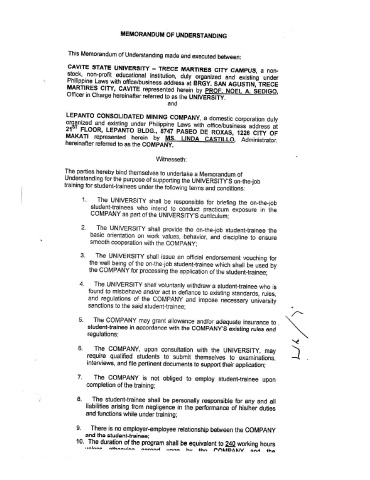 MEMORANDUM OF UNDERSTANDING
This Memorandum of Understanding made and executed between:
CAVITE STATE UNIVERSITY – TRECE MARTIRES CITY CAMPUS, a non-
stock, non-profit educational institution, duly organized and existing under
Philippine Laws with office/business address at BRGY. SAN AGUSTIN, TRECE
MARTIRES CITY, CAVITE represented herein by PROF. NOEL A. SEDIGO,
Officer in Charge hereinafter referred to as the UNIVERSITY.
and
LEPANTO CONSOLIDATED MINING COMPANY, a domestic corporation duly
organized and existing under Philippine Laws with office/business address at
21ST FLOOR, LEPANTO BLDG., 8747 PASEO DE ROXAS, 1226 CITY OF
MAKATI represented herein by MS. LINDA CASTILLO, Administrator,
hereinafter referred to as the COMPANY.
Witnesseth:
The parties hereby bind themselves to undertake a Memorandum of
Understanding for the purpose of supporting the UNIVERSITY'S on-the-job
training for student-trainees under the following terms and conditions:
1. The UNIVERSITY shall be responsible for briefing the on-the-job
student-trainees who intend to conduct practicum exposure in the
COMPANY as part of the UNIVERSITY'S curriculum;
2. The UNIVERSITY shall provide the on-the-job student-trainee the
basic orientation on work values, behavior, and discipline to ensure
smooth cooperation with the COMPANY;
3. The UNIVERSITY shall issue an official endorsement vouching for
the well being of the on-the-job student-trainee which shall be used by
the COMPANY for processing the application of the student-trainee;
4. The UNIVERSITY shall voluntarily withdraw a student-trainee who is
found to misbehave and/or act in defiance to existing standards, rules,
and regulations of the COMPANY and impose necessary university
sanctions to the said student-trainee;
5. The COMPANY may grant allowance and/or adequate insurance to
student-trainee in accordance with the COMPANY'S existing rules and
regulations;
6. The COMPANY, upon consultation with the UNIVERSITY, may
require qualified students to submit themselves to examinations,
interviews, and file pertinent documents to support their application;
7. The COMPANY is not obliged to employ student-trainee upon
completion of the training;
8. The student-trainee shall be personally responsible for any and all
liabilities arising from negligence in the performance of his/her duties
and functions while under training;
9. There is no employer-employee relationship between the COMPANY
and the student-trainee;
10. The duration of the program shall be equivalent to 240 working hours
unless otherwise agreed upon by the COMPANY and the